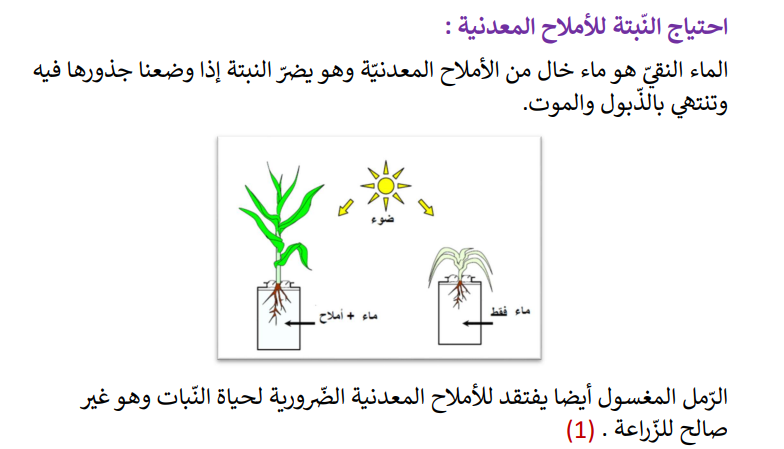 احتياج النّبتة للأملاح المعدنية :
الماء النقيّ هو ماء خال من الأملاح المعدنيّة وهو يضرّ النبتة إذا وضعنا جذورها فيه
وتنتهي بالذّبول والموت.
ضوء
ماء + أملاح
ماء فقط
الرّمل المغسول أيضا يفتقد للأملاح المعدنية الضّرورية لحياة النّبات وهو غير
صالح للزّراعة . (1)